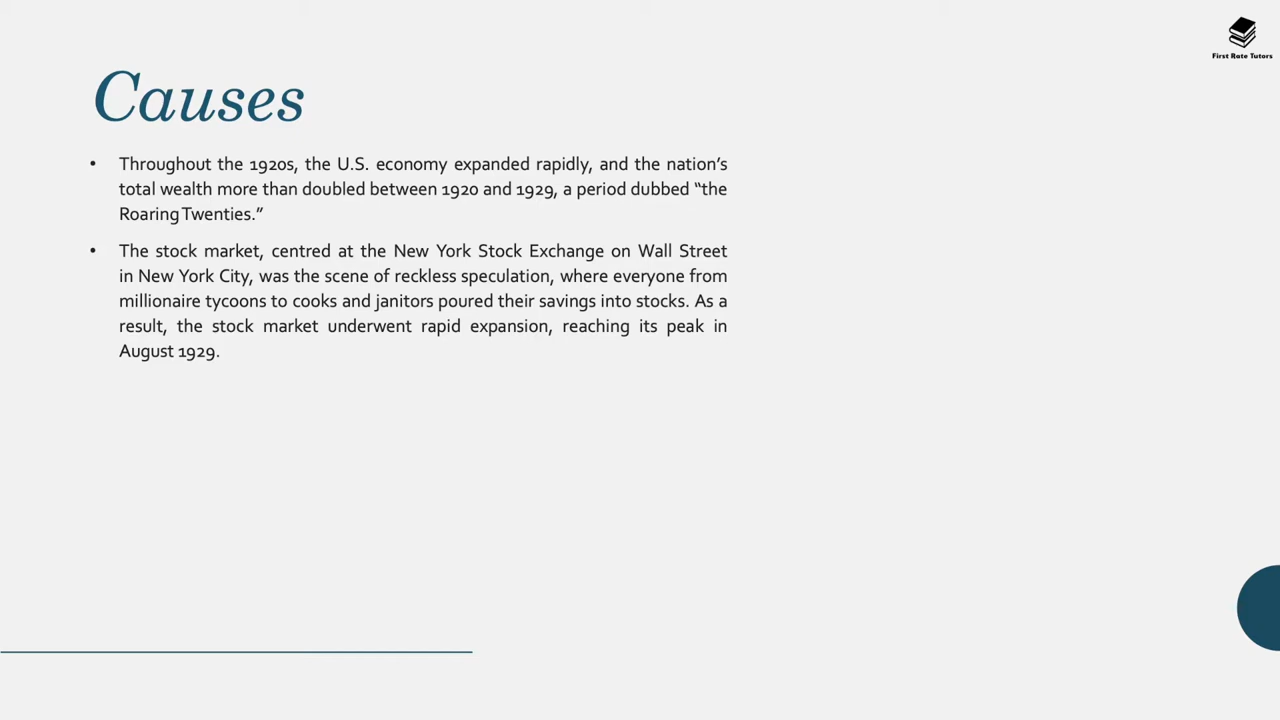 First Rate Tutors
Causes
• Throughout the 1920s, the U.S. economy expanded rapidly, and the nation’s
total wealth more than doubled between 1920 and 1929, a period dubbed “the
Roaring Twenties.”
• The stock market, centred at the New York Stock Exchange on Wall Street
in New York City, was the scene of reckless speculation, where everyone from
millionaire tycoons to cooks and janitors poured their savings into stocks. As a
result, the stock market underwent rapid expansion, reaching its peak in
August 1929.